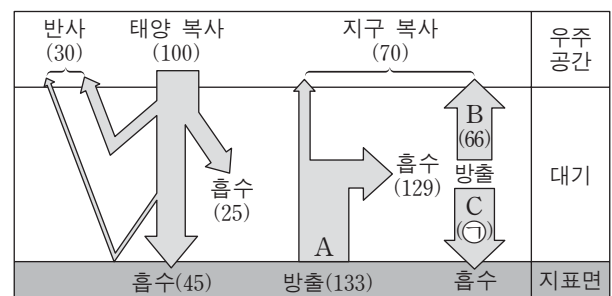 반사
(30)
태양 복사
(100)
지구 복사
(70)
우주
공간
흡수
(25)
흡수
(129)
B
(66)
방출
C
(㉠)
대기
A
흡수(45)
방출(133)
흡수
지표면